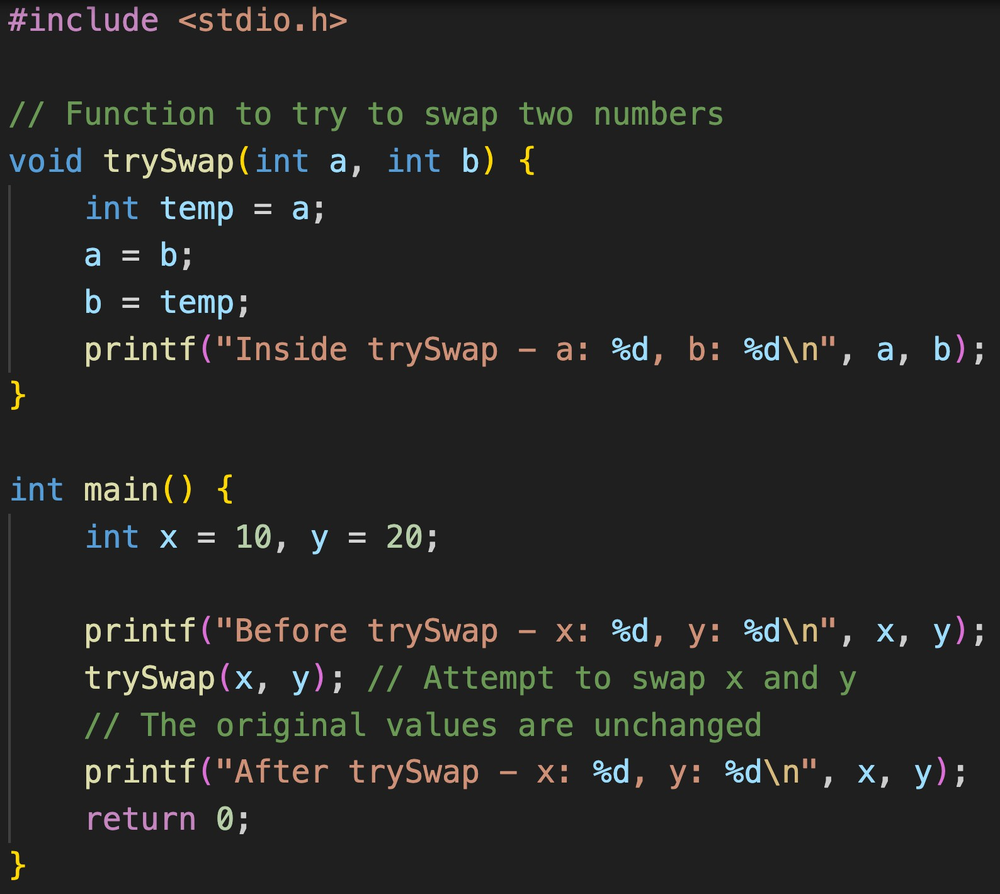 #include <stdio.h>
// Function to try to swap two numbers
void trySwap(int a, int b) {
    int temp = a;
    a = b;
    b = temp;
    printf("Inside trySwap - a: %d, b: %d\n", a, b);
}
int main() {
    int x = 10, y = 20;
    printf("Before trySwap - x: %d, y: %d\n", x, y);
    trySwap(x, y); // Attempt to swap x and y
    // The original values are unchanged
    printf("After trySwap - x: %d, y: %d\n", x, y);
    return 0;
}